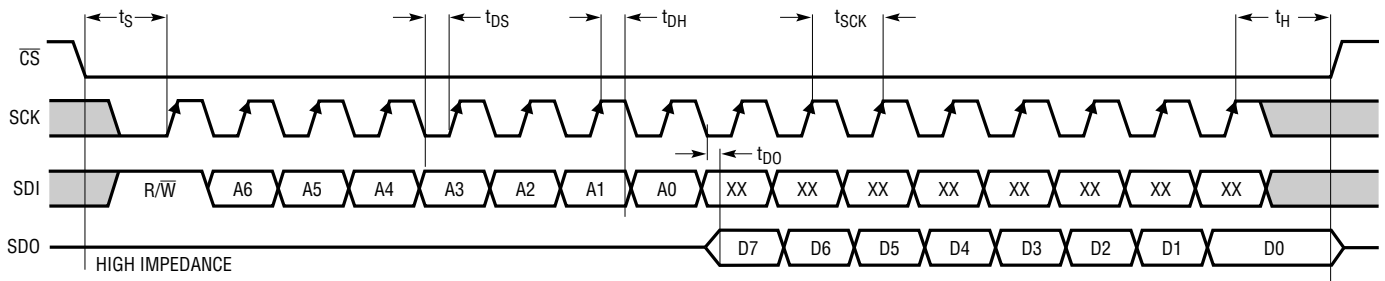 tS tDS tDH tSCK tH
CS
SCK
tDO
SDI R/W A6 A5 A4 A3 A2 A1 A0 XX XX XX XX XX XX XX XX
SDO D7 D6 D5 D4 D3 D2 D1 D0
HIGH IMPEDANCE